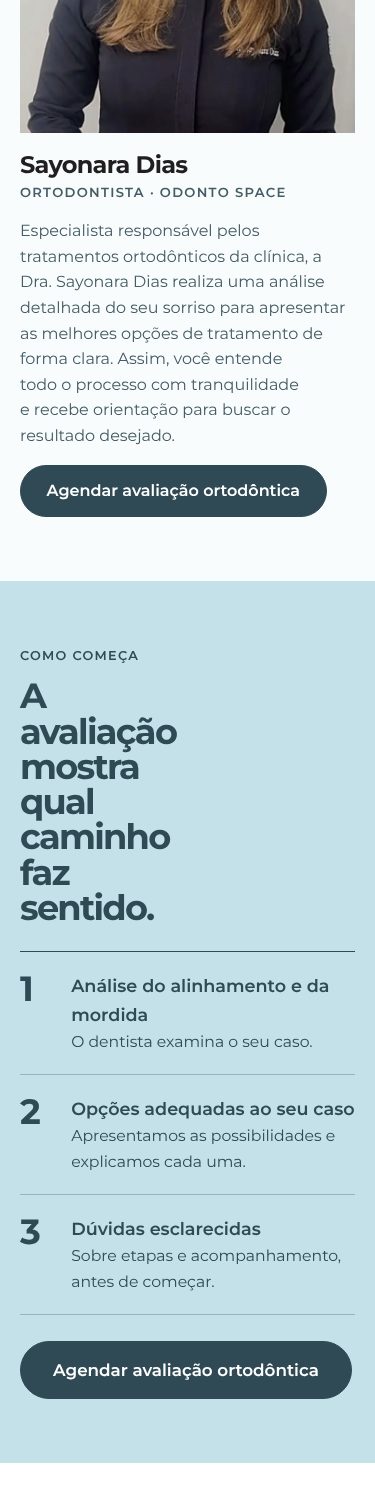 Sayonara Dias
ORTODONTISTA · ODONTO SPACE
Especialista responsável pelos
tratamentos ortodônticos da clínica, a
Dra. Sayonara Dias realiza uma análise
detalhada do seu sorriso para apresentar
as melhores opções de tratamento de
forma clara. Assim, você entende
todo o processo com tranquilidade
e recebe orientação para buscar o
resultado desejado.
Agendar avaliação ortodôntica
COMO COMEÇA
A
avaliação
mostra
qual
caminho
faz
sentido.
1 Análise do alinhamento e da
mordida
O dentista examina o seu caso.
2 Opções adequadas ao seu caso
Apresentamos as possibilidades e
explicamos cada uma.
3 Dúvidas esclarecidas
Sobre etapas e acompanhamento,
antes de começar.
Agendar avaliação ortodôntica